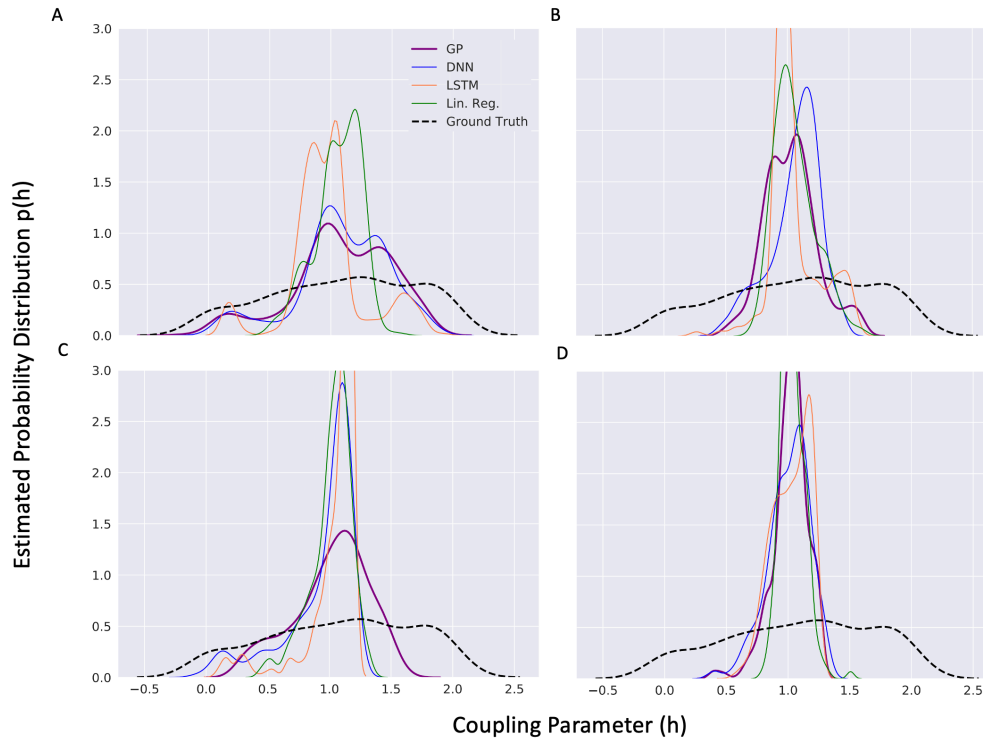 A
B
3.0
2.5
2.0
1.5
1.0
0.5
0.0
GP
DNN
LSTM
Lin. Reg.
Ground Truth
Estimated Probability Distribution p(h)
C
D
3.0
2.5
2.0
1.5
1.0
0.5
0.0
−0.5 0.0 0.5 1.0 1.5 2.0 2.5
−0.5 0.0 0.5 1.0 1.5 2.0 2.5
Coupling Parameter (h)